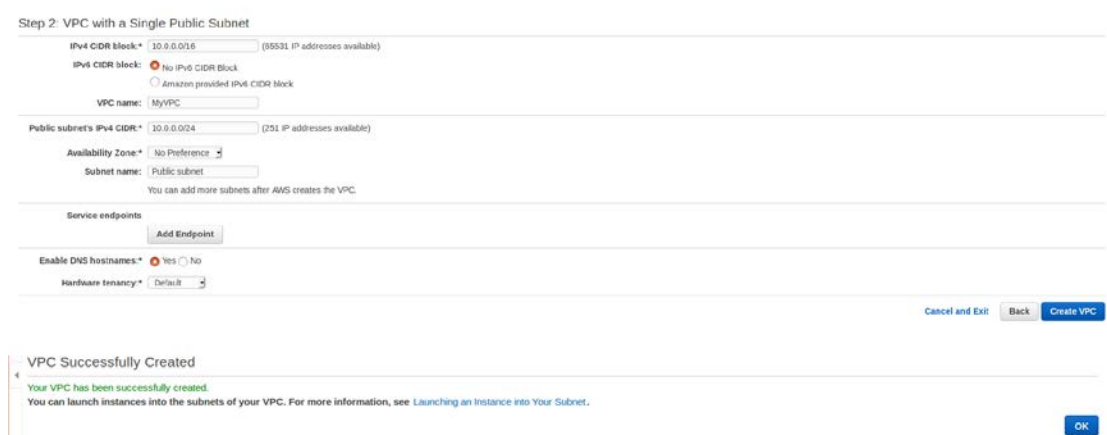 Step 2: VPC with a Single Public Subnet
IPv4 CIDR block:* 10.0.0.0/16 (65531 IP addresses available)
IPv6 CIDR block: No IPv6 CIDR Block
Amazon provided IPv6 CIDR block
VPC name: MyVPC
Public subnet's IPv4 CIDR:* 10.0.0.0/24 (251 IP addresses available)
Availability Zone:* No Preference
Subnet name: Public subnet
You can add more subnets after AWS creates the VPC.
Service endpoints
Add Endpoint
Enable DNS hostnames:* Yes No
Hardware tenancy:* Default
Cancel and Exit Back Create VPC
VPC Successfully Created
Your VPC has been successfully created.
You can launch instances into the subnets of your VPC. For more information, see Launching an Instance into Your Subnet.
OK